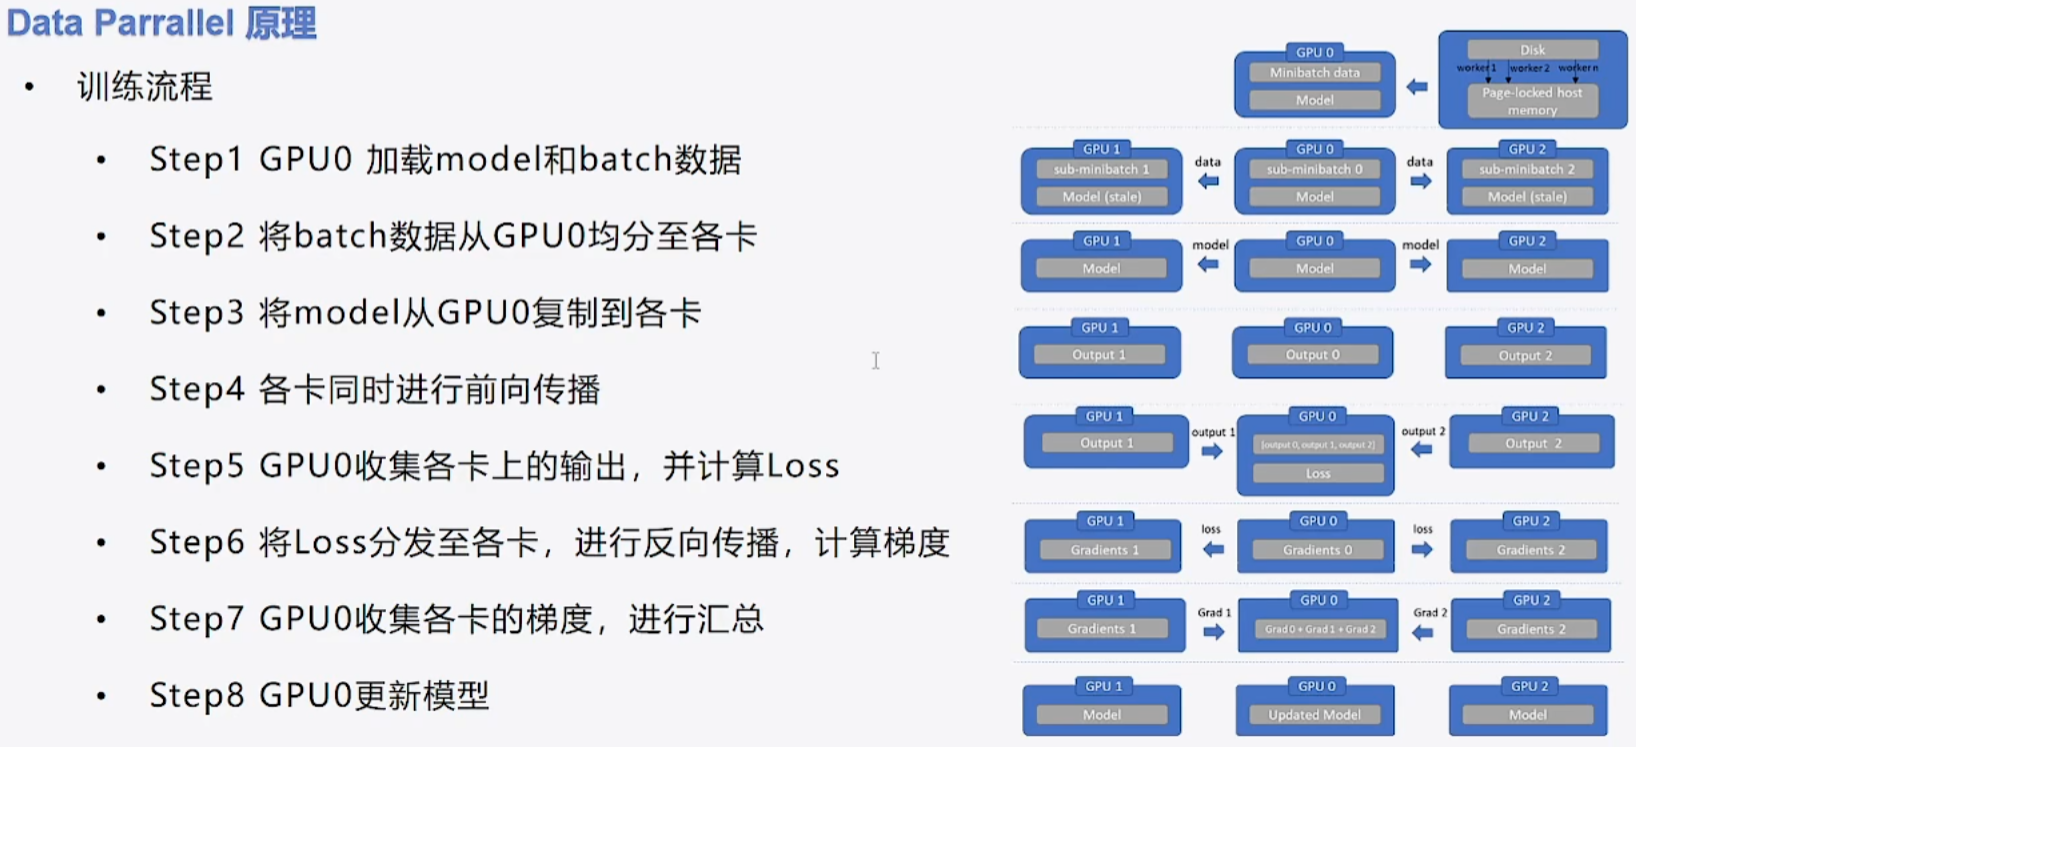 Data Parrallel 原理
• 训练流程
• Step1 GPU0 加载model和batch数据
• Step2 将batch数据从GPU0均分至各卡
• Step3 将model从GPU0复制到各卡
• Step4 各卡同时进行前向传播
• Step5 GPU0收集各卡上的输出，并计算Loss
• Step6 将Loss分发至各卡，进行反向传播，计算梯度
• Step7 GPU0收集各卡的梯度，进行汇总
• Step8 GPU0更新模型
GPU 0
Minibatch data
Model
Disk
worker 1 worker 2 worker n
Page-locked host
memory
GPU 1
sub-minibatch 1
Model (stale)
data
GPU 0
sub-minibatch 0
Model
data
GPU 2
sub-minibatch 2
Model (stale)
GPU 1
Model
model
GPU 0
Model
model
GPU 2
Model
GPU 1
Output 1
GPU 0
Output 0
GPU 2
Output 2
GPU 1
Output 1
output 1
GPU 0
[output 0, output 1, output 2]
Loss
output 2
GPU 2
Output 2
GPU 1
Gradients 1
loss
GPU 0
Gradients 0
loss
GPU 2
Gradients 2
GPU 1
Gradients 1
Grad 1
GPU 0
Grad 0 + Grad 1 + Grad 2
Grad 2
GPU 2
Gradients 2
GPU 1
Model
GPU 0
Updated Model
GPU 2
Model